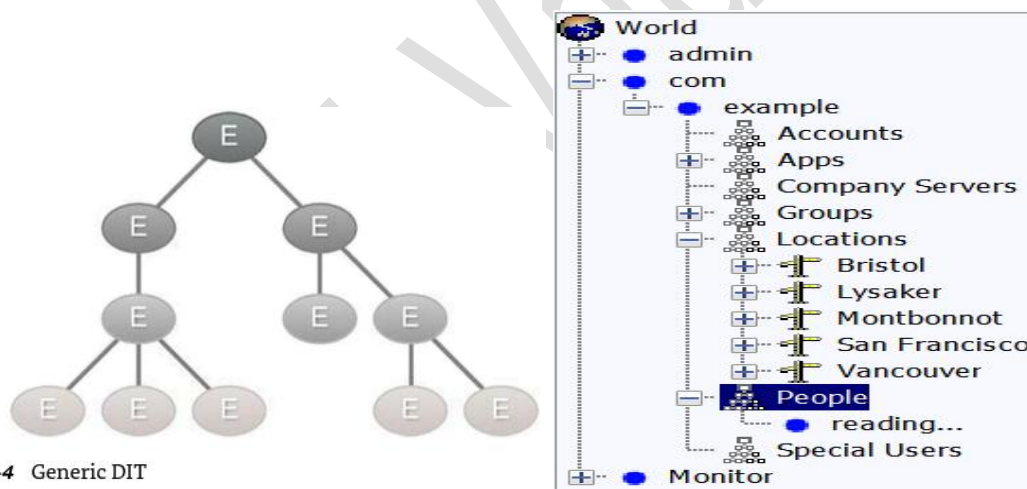 E
E E
E E E
E E E E E
-4 Generic DIT
World
admin
com
example
Accounts
Apps
Company Servers
Groups
Locations
Bristol
Lysaker
Montbonnot
San Francisco
Vancouver
People
reading...
Special Users
Monitor